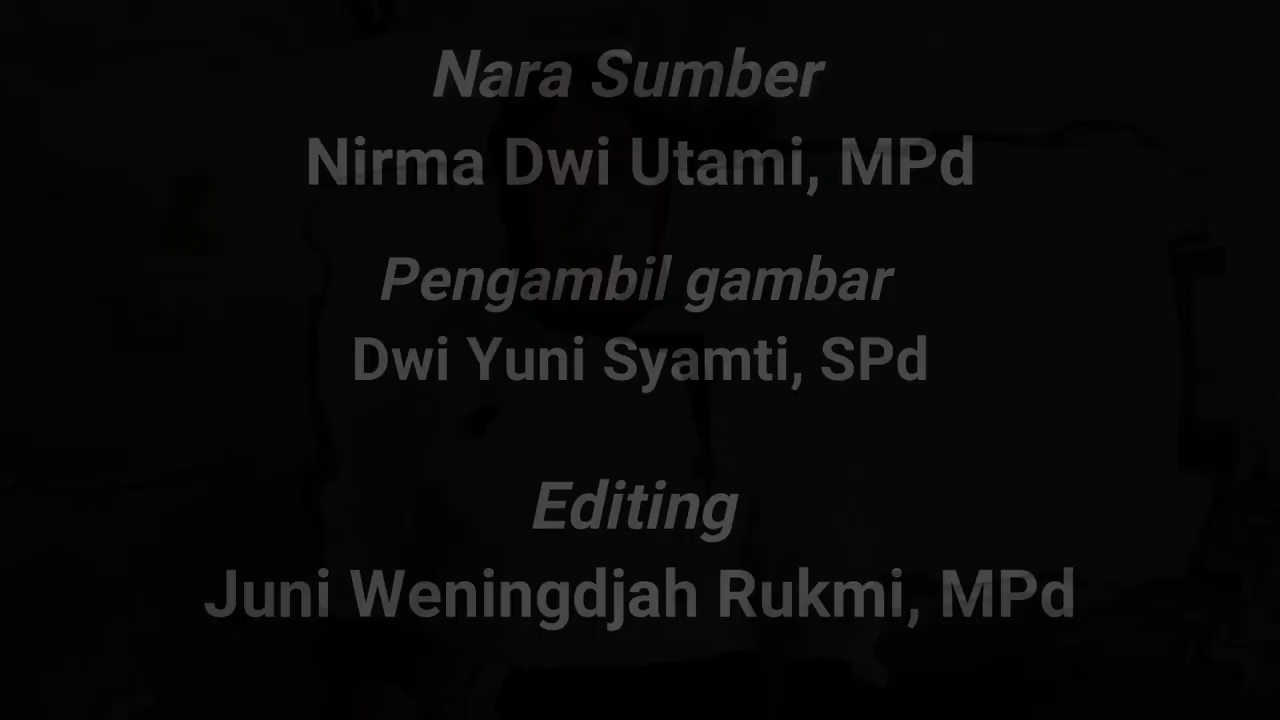 Nara Sumber
Nirma Dwi Utami, MPd
Pengambil gambar
Dwi Yuni Syamti, SPd
Editing
Juni Weningdjah Rukmi, MPd